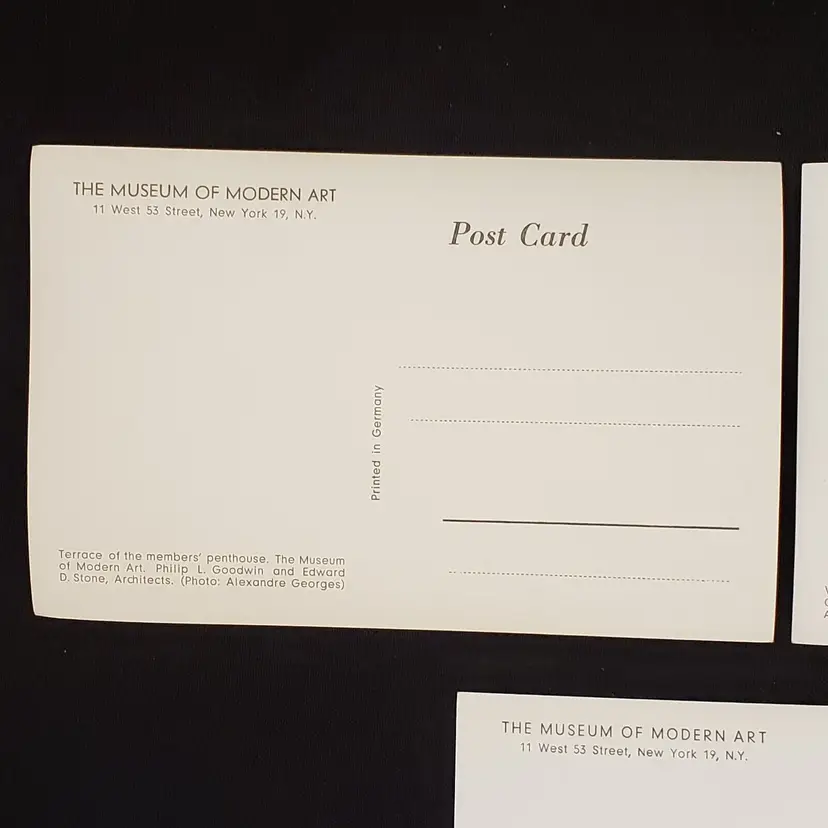 THE MUSEUM OF MODERN ART
11 West 53 Street, New York 19, N.Y.
Post Card
Printed in Germany
Terrace of the members' penthouse. The Museum
of Modern Art. Philip L. Goodwin and Edward
D. Stone, Architects. (Photo: Alexandre Georges)
THE MUSEUM OF MODERN ART
11 West 53 Street, New York 19, N.Y.